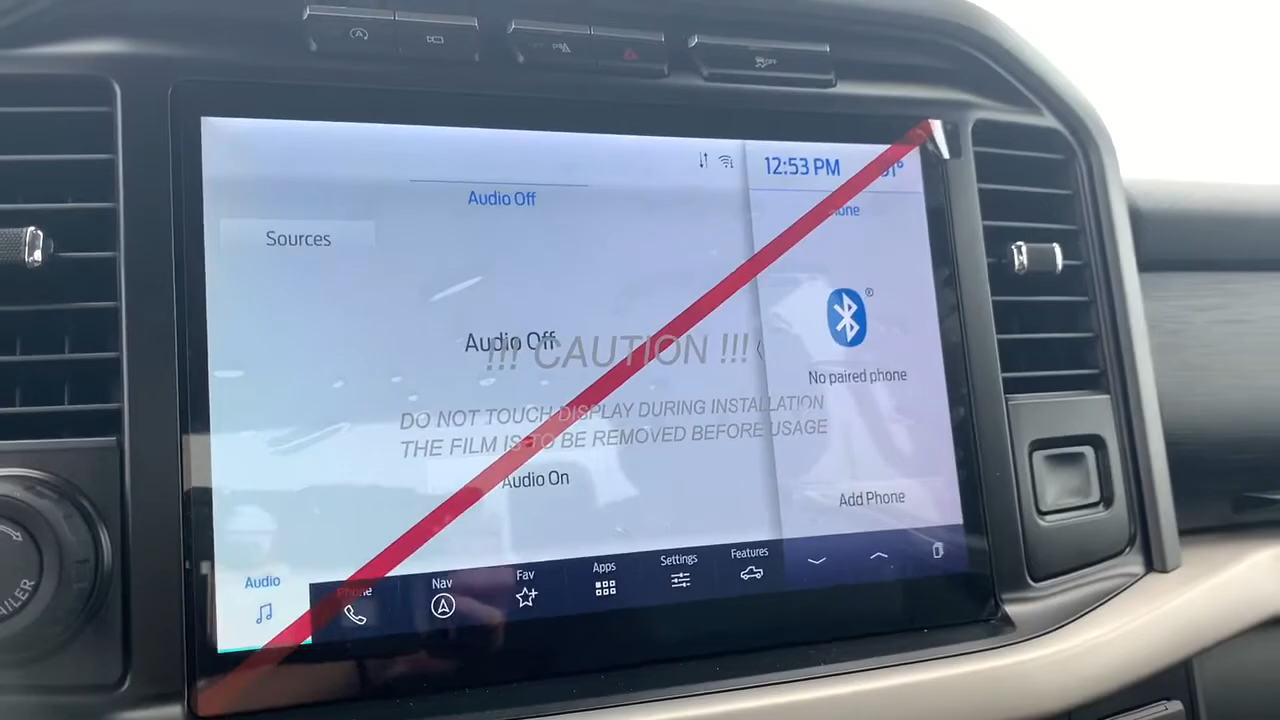 OFF
12:53 PM
Audio Off
Sources
Audio Off
!!! CAUTION !!!
No paired phone
DO NOT TOUCH DISPLAY DURING INSTALLATION
THE FILM IS TO BE REMOVED BEFORE USAGE
Audio On
Add Phone
Audio
Phone
Nav
Fav
Apps
Settings
Features